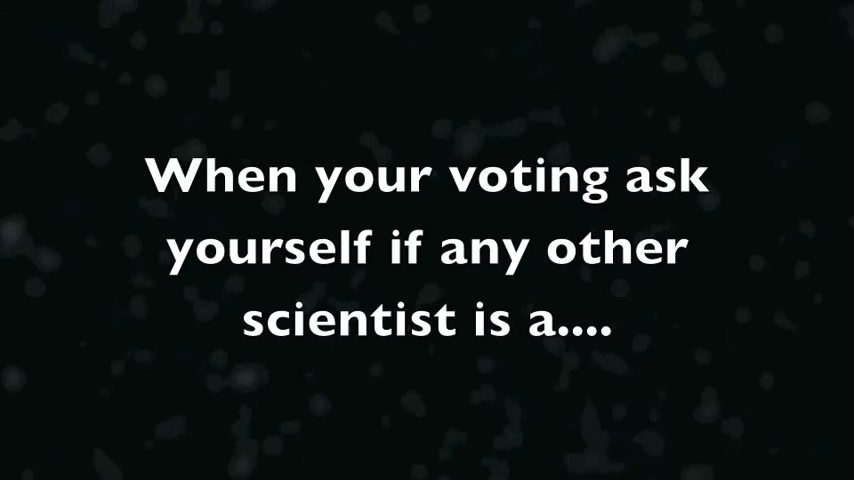 When your voting ask
yourself if any other
scientist is a....